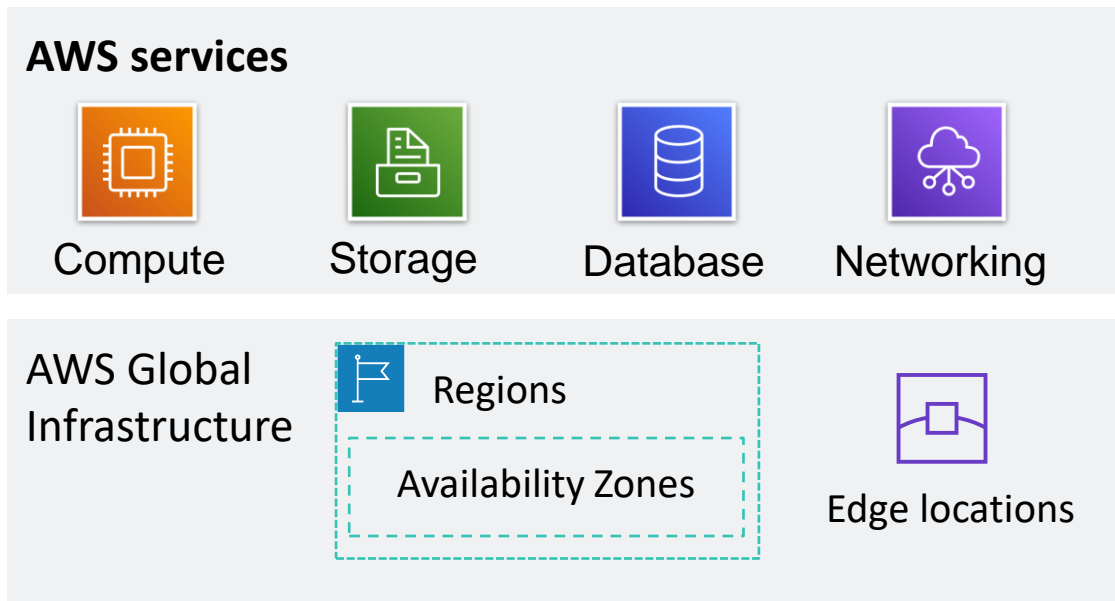 AWS services
Compute
Storage
Database
Networking
AWS Global
Infrastructure
Regions
Availability Zones
Edge locations